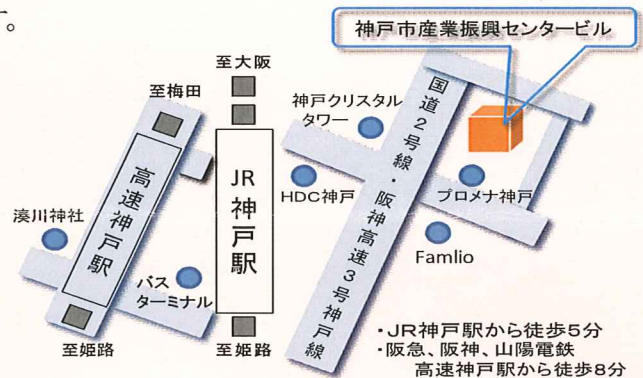 す。
神戸市産業振興センタービル
至大阪
至梅田
神戸クリスタル
タワー
国道2号線・阪神高速3号神戸線
高速神戸駅
JR神戸駅
HDC神戸
プロメナ神戸
湊川神社
バス
ターミナル
Famlio
至姫路
至姫路
・JR神戸駅から徒歩5分
・阪急、阪神、山陽電鉄
高速神戸駅から徒歩8分